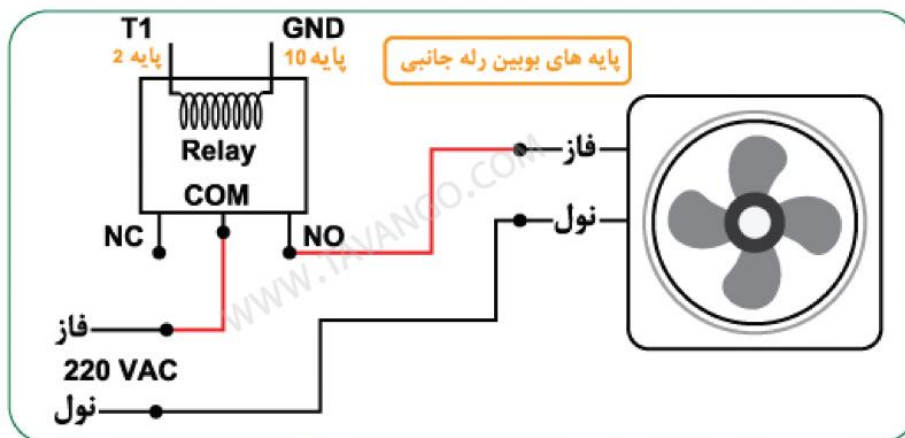 T1
GND
پایه 2
پایه 10
پایه های بوبین رله جانبی
Relay
COM
NC
NO
فاز
نول
فاز
220 VAC
نول
WWW.TAVANGO.COM